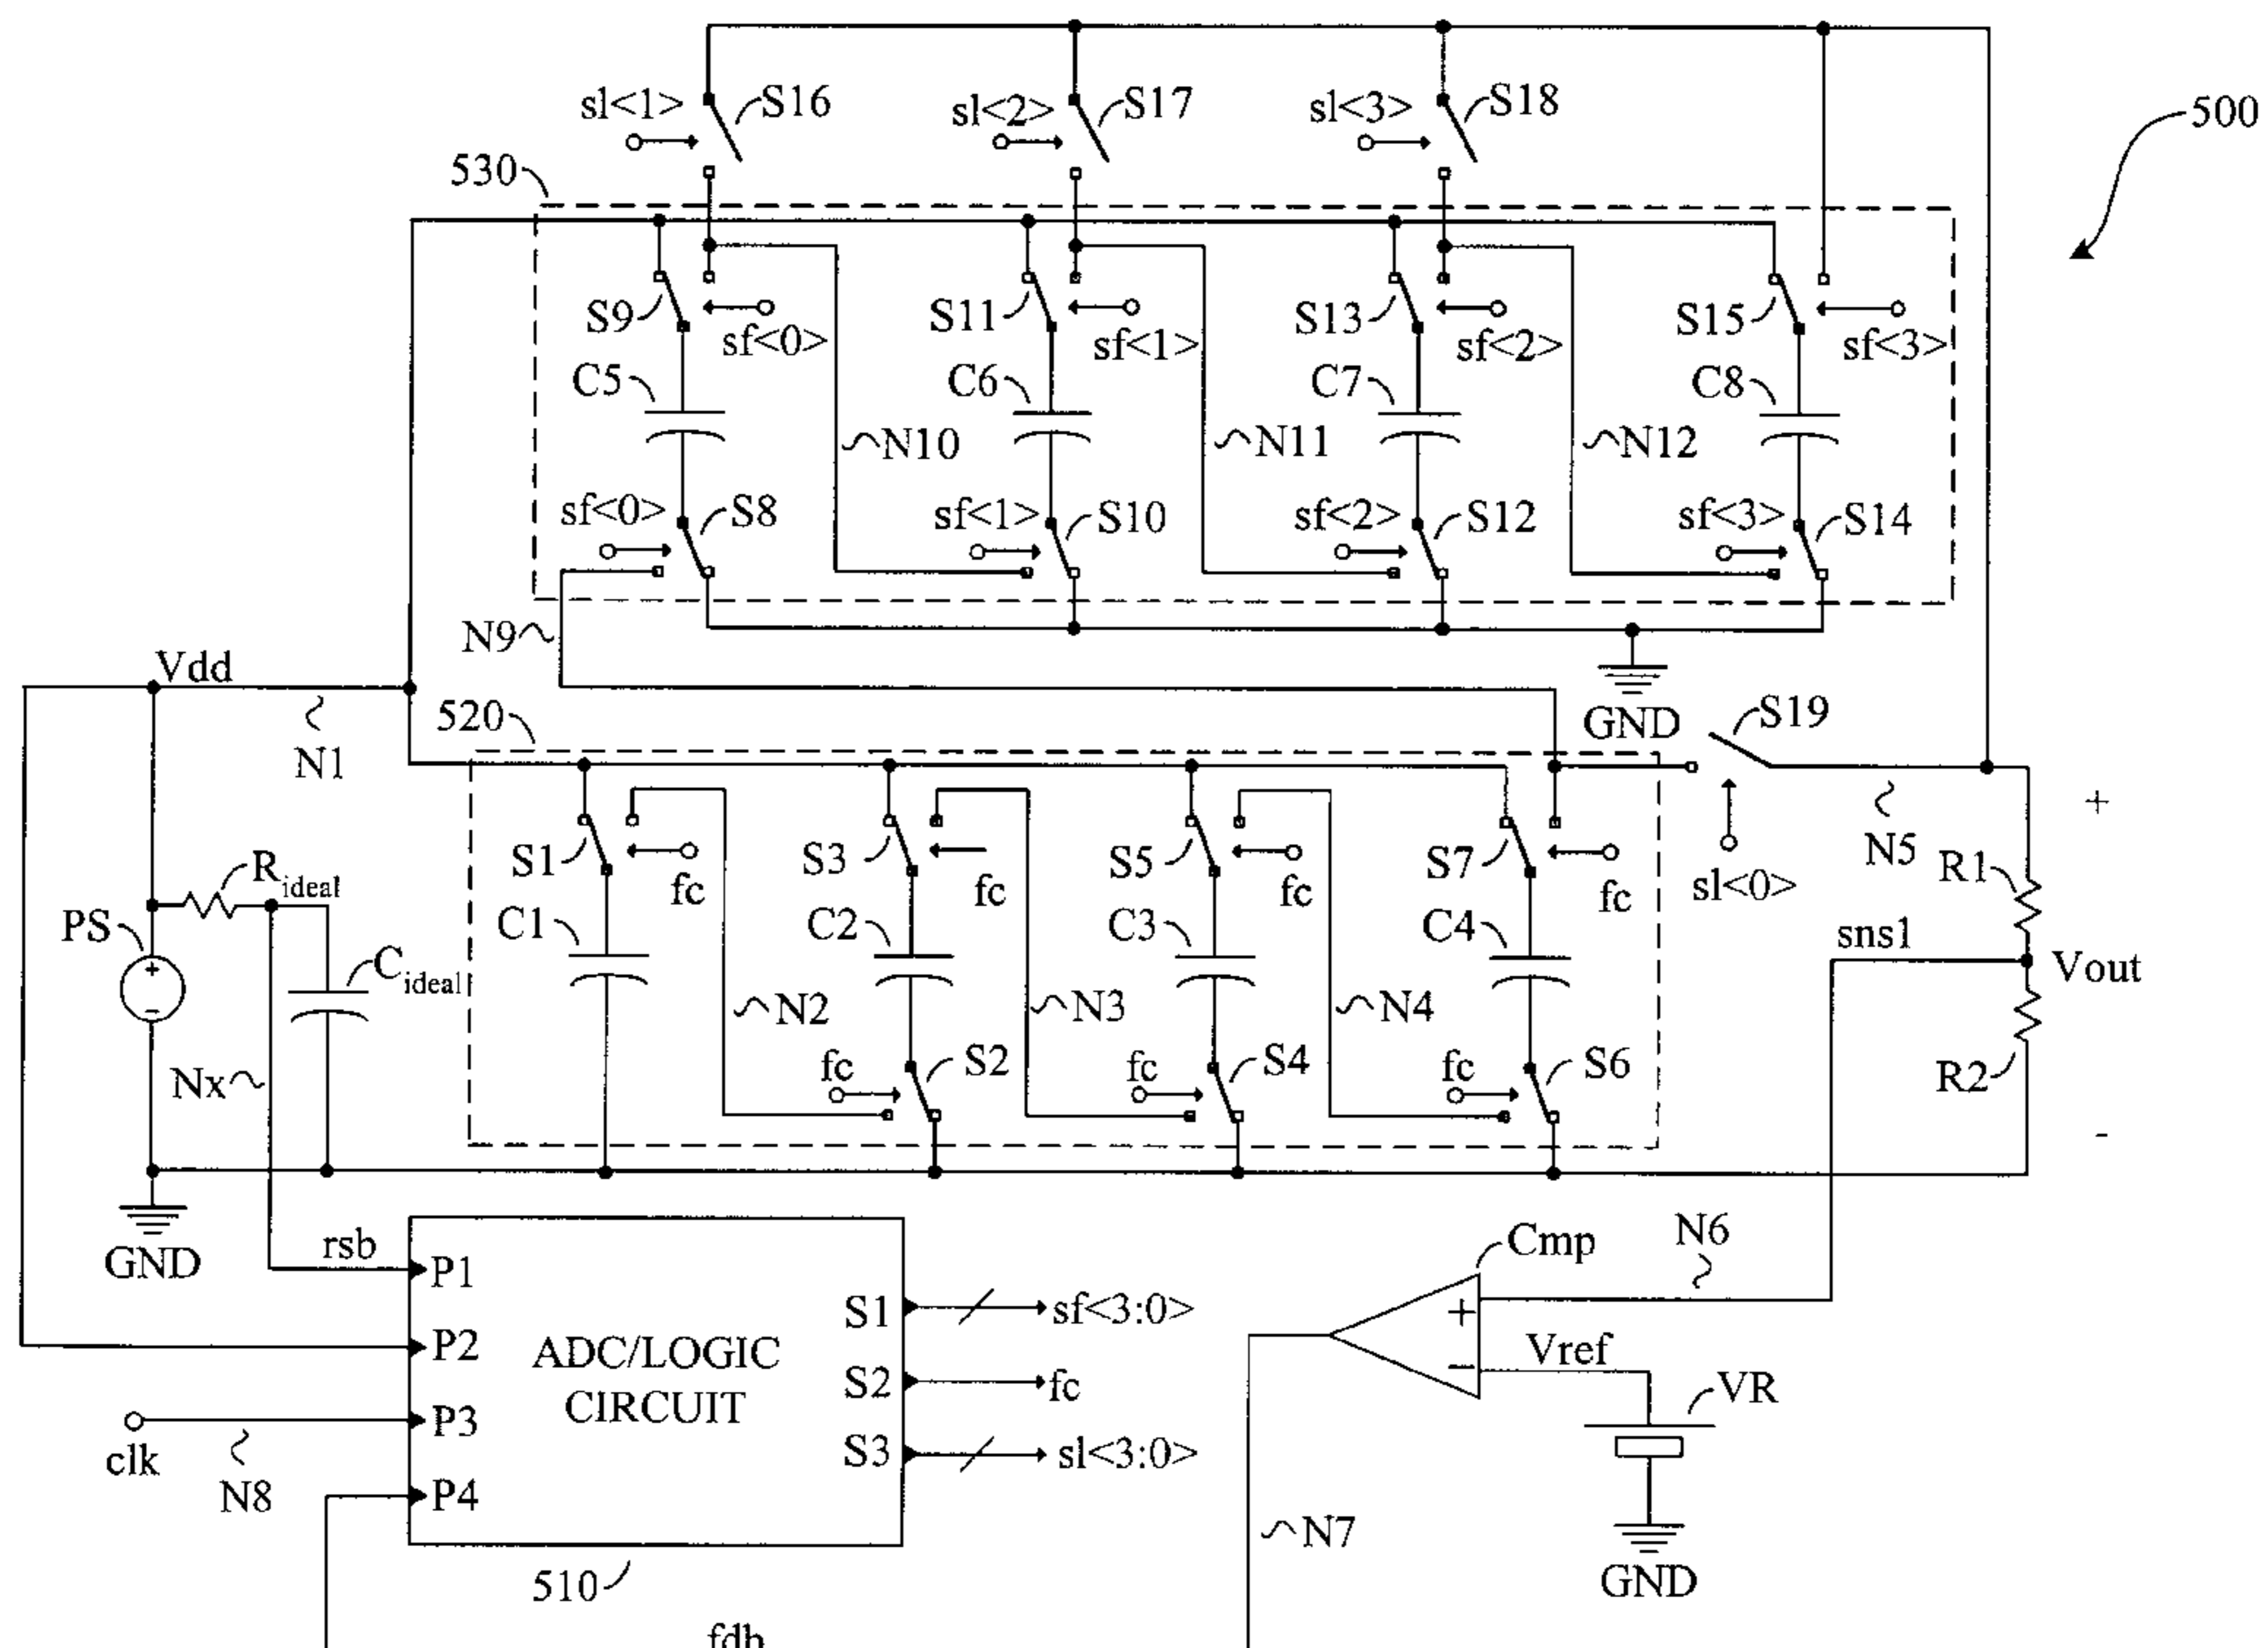 500
sl<1>
S16
sl<2>
S17
sl<3>
S18
530
S9
sf<0>
S11
sf<1>
S13
sf<2>
S15
sf<3>
C5
C6
C7
C8
N10
N11
N12
sf<0>
S8
sf<1>
S10
sf<2>
S12
sf<3>
S14
N9
Vdd
N1
520
GND
S19
N5
sl<0>
+
R1
S1
fc
S3
fc
S5
fc
S7
fc
Rideal
PS
+
-
Cideal
C1
C2
C3
C4
sns1
Vout
Nx
N2
N3
N4
fc
S2
fc
S4
fc
S6
R2
-
GND
rsb
P1
P2
P3
P4
ADC/LOGIC
CIRCUIT
S1
sf<3:0>
S2
fc
S3
sl<3:0>
clk
N8
510
Cmp
N6
+
−
Vref
VR
N7
GND
fdb